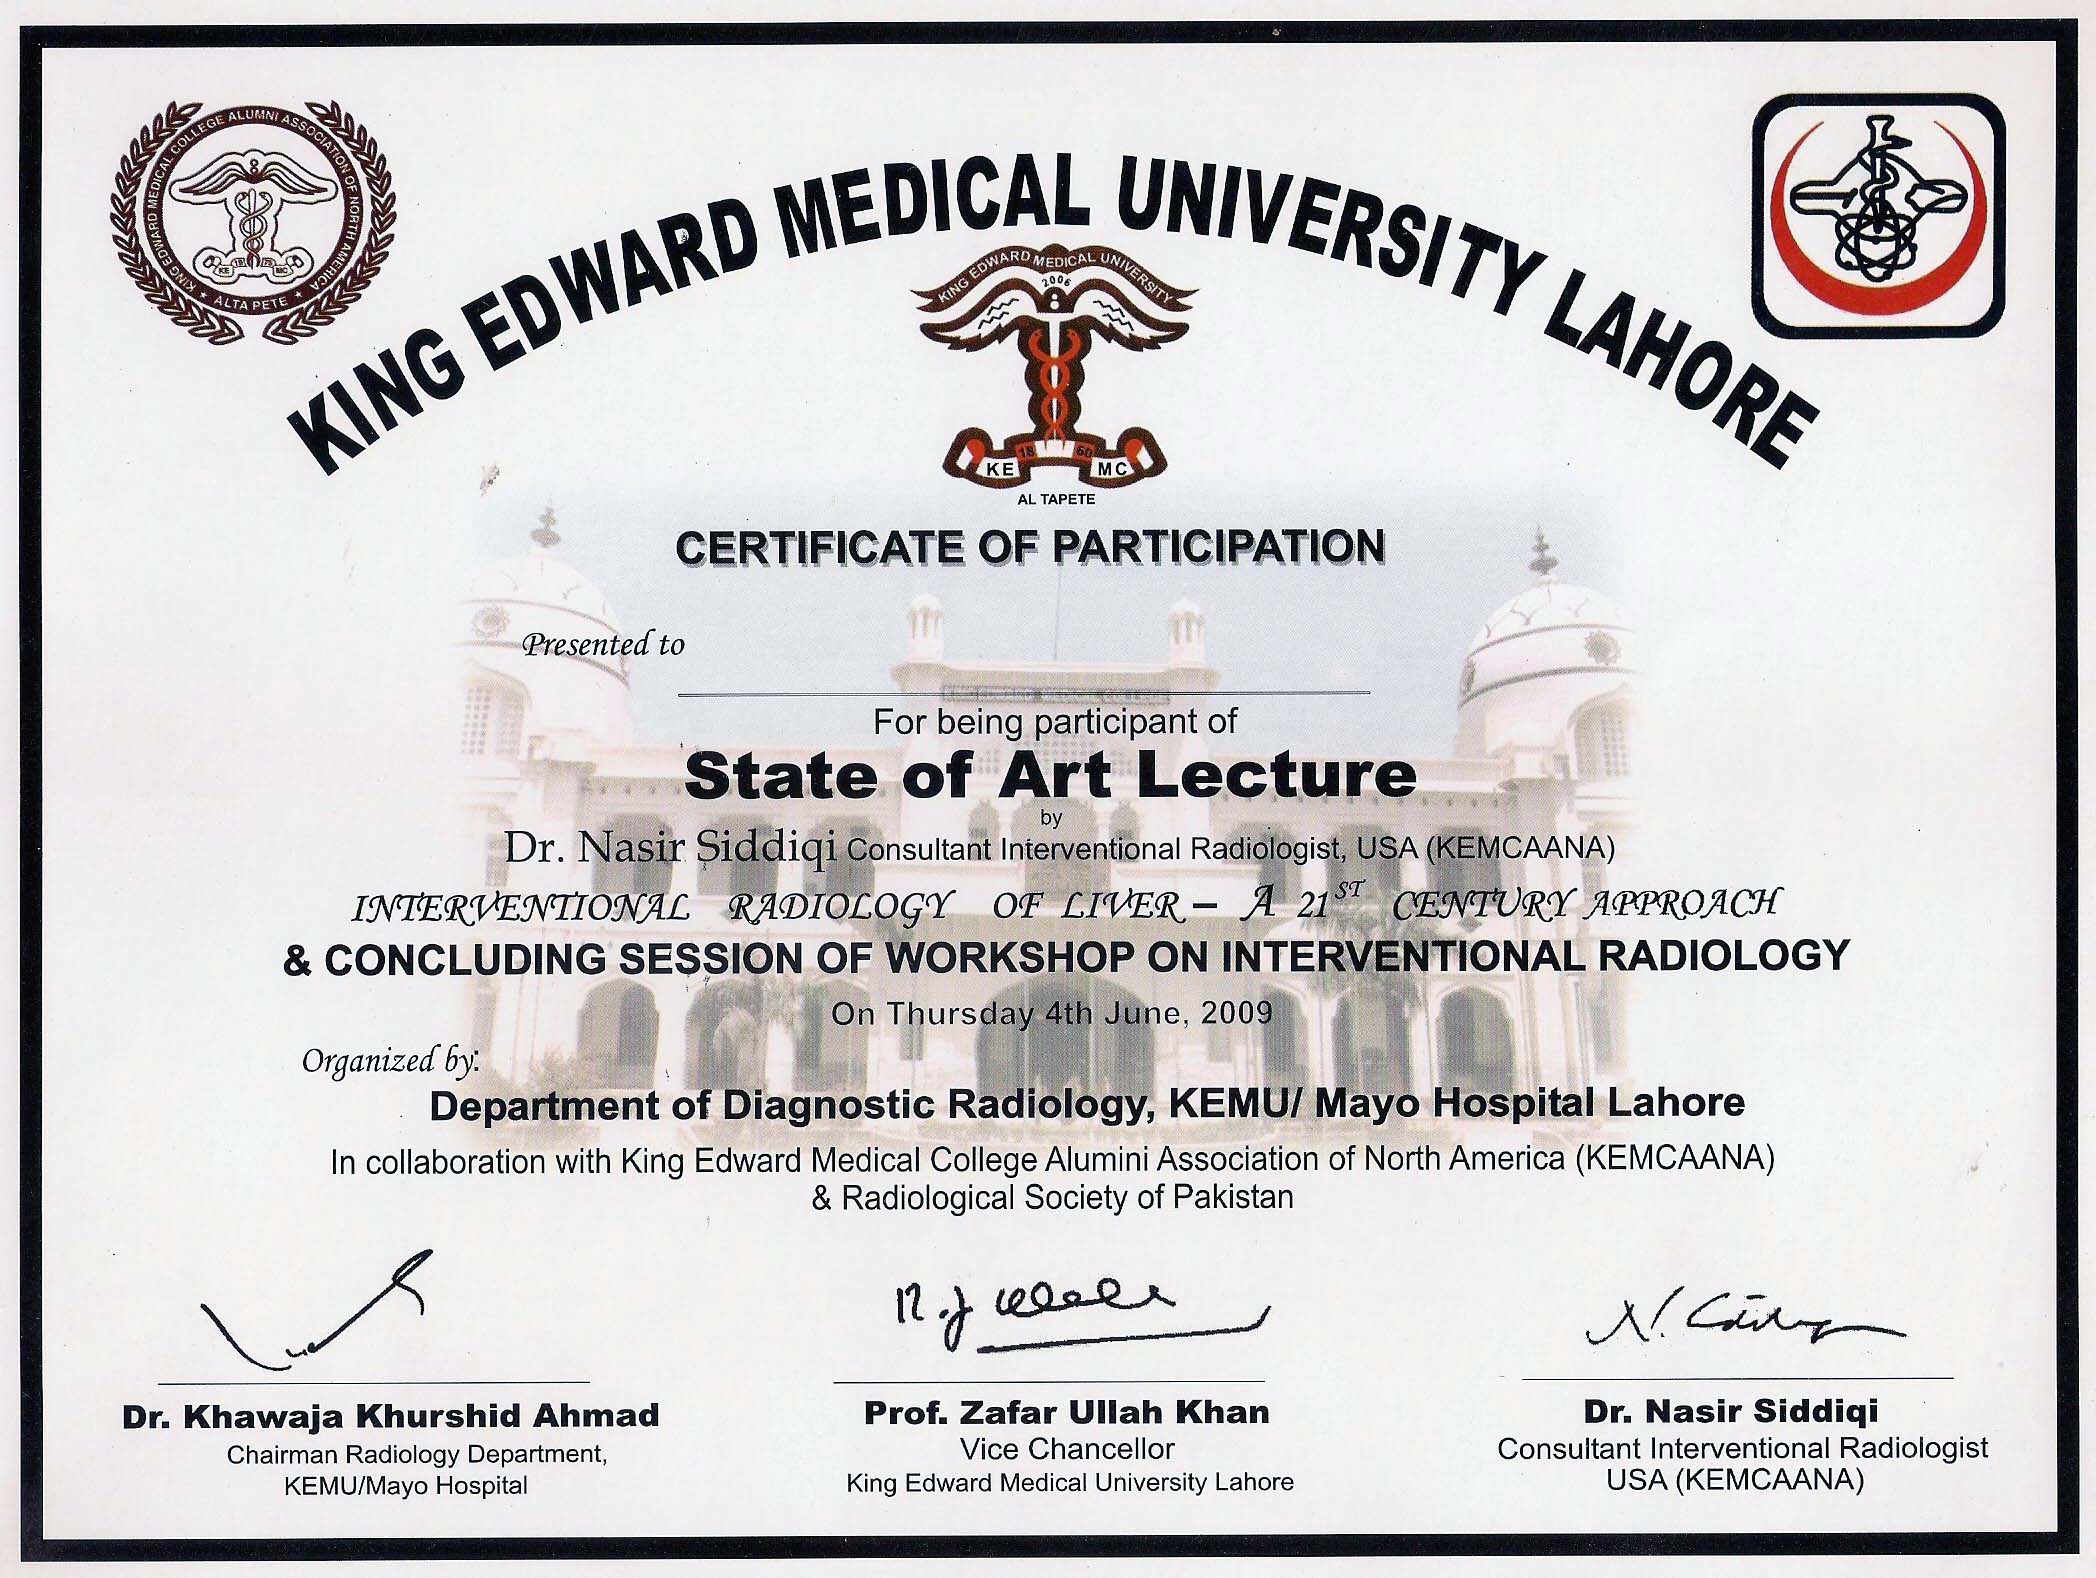 KING EDWARD MEDICAL COLLEGE ALUMNI ASSOCIATION OF NORTH AMERICA
KE 18 MC
ALTA PETE
KING EDWARD MEDICAL UNIVERSITY LAHORE
KING EDWARD MEDICAL UNIVERSITY
2006
KE 18 60 MC
AL TAPETE
CERTIFICATE OF PARTICIPATION
Presented to
For being participant of
State of Art Lecture
by
Dr. Nasir Siddiqi Consultant Interventional Radiologist, USA (KEMCAANA)
INTERVENTIONAL RADIOLOGY OF LIVER – A 21ST CENTURY APPROACH
& CONCLUDING SESSION OF WORKSHOP ON INTERVENTIONAL RADIOLOGY
On Thursday 4th June, 2009
Organized by:
Department of Diagnostic Radiology, KEMU/ Mayo Hospital Lahore
In collaboration with King Edward Medical College Alumini Association of North America (KEMCAANA)
& Radiological Society of Pakistan
Dr. Khawaja Khurshid Ahmad
Chairman Radiology Department,
KEMU/Mayo Hospital
Prof. Zafar Ullah Khan
Vice Chancellor
King Edward Medical University Lahore
Dr. Nasir Siddiqi
Consultant Interventional Radiologist
USA (KEMCAANA)